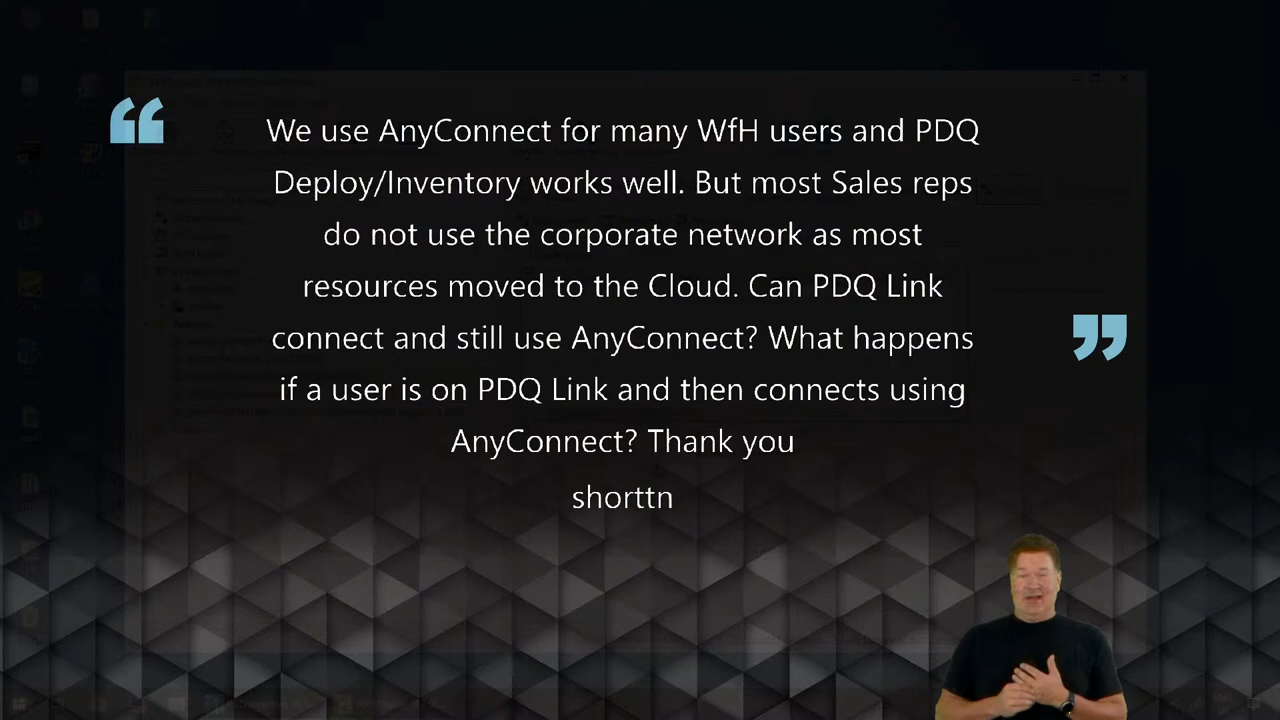 We use AnyConnect for many WfH users and PDQ
Deploy/Inventory works well. But most Sales reps
do not use the corporate network as most
resources moved to the Cloud. Can PDQ Link
connect and still use AnyConnect? What happens
if a user is on PDQ Link and then connects using
AnyConnect? Thank you
shorttn